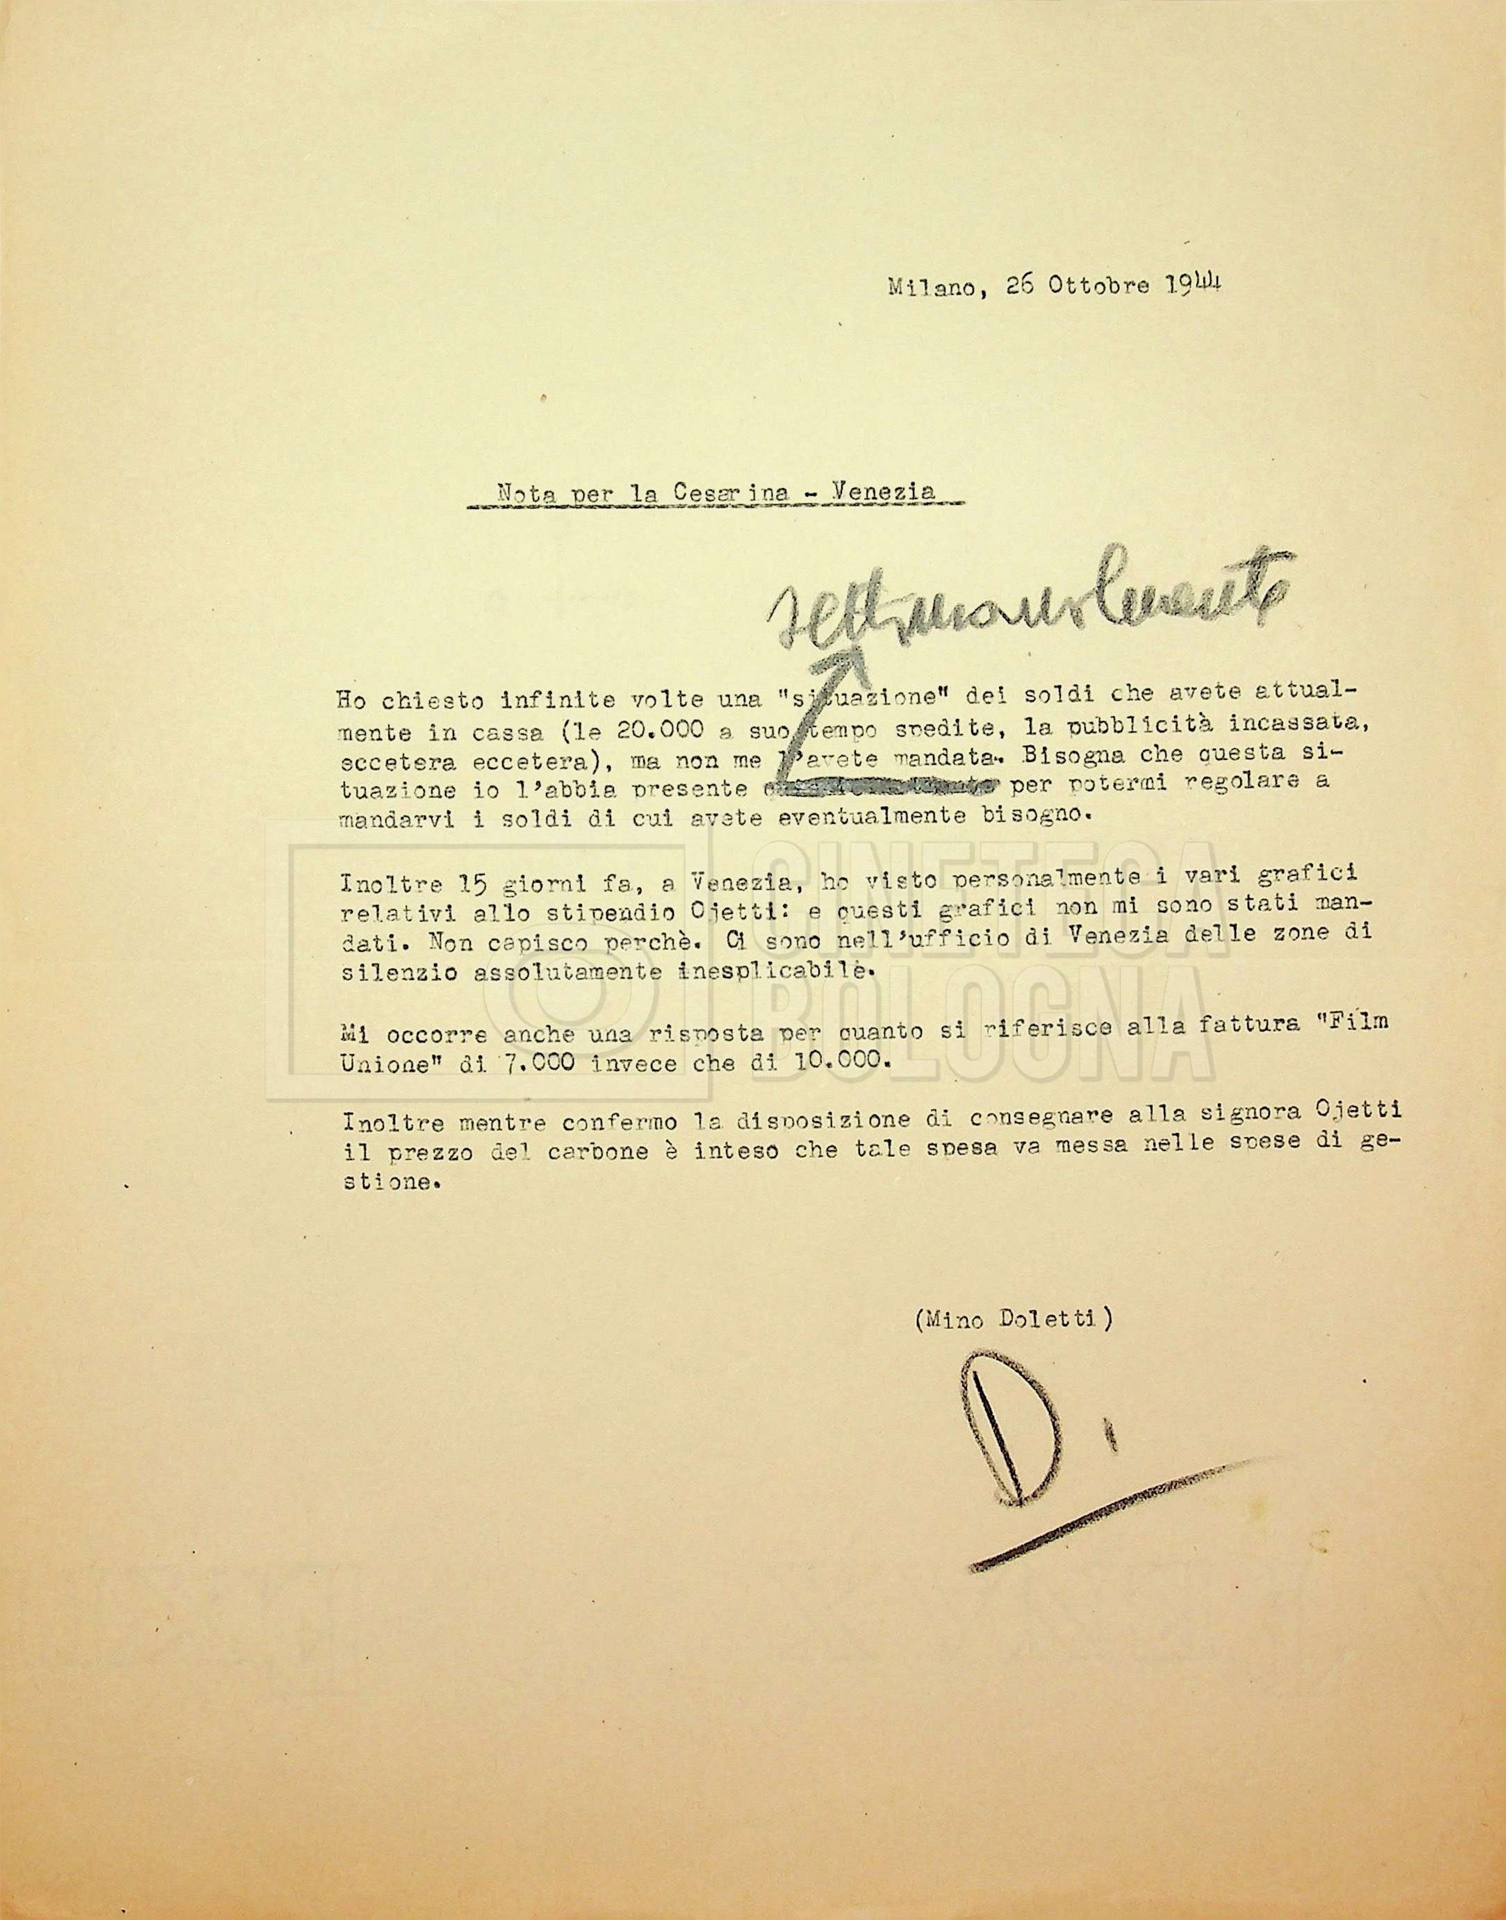 Milano, 26 Ottobre 1944
Nota per la Cesarina - Venezia
settimanalmente
Ho chiesto infinite volte una "situazione" dei soldi che avete attual-
mente in cassa (le 20.000 a suo tempo spedite, la pubblicità incassata,
eccetera eccetera), ma non me l'avete mandata. Bisogna che questa si-
tuazione io l'abbia presente per potermi regolare a
mandarvi i soldi di cui avete eventualmente bisogno.
Inoltre 15 giorni fa, a Venezia, ho visto personalmente i vari grafici
relativi allo stipendio Ojetti: e questi grafici non mi sono stati man-
dati. Non capisco perchè. Ci sono nell'ufficio di Venezia delle zone di
silenzio assolutamente inesplicabile.
Mi occorre anche una risposta per quanto si riferisce alla fattura "Film
Unione" di 7.000 invece che di 10.000.
Inoltre mentre confermo la disposizione di consegnare alla signora Ojetti
il prezzo del carbone è inteso che tale spesa va messa nelle spese di ge-
stione.
(Mino Doletti)
D.
CINETECA
BOLOGNA